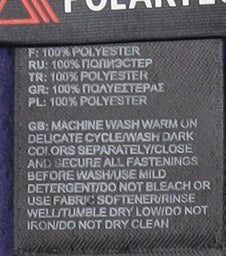 POLARTEC
F: 100% POLYESTER
RU: 100% ПОЛИЭСТЕР
TR: 100% POLYESTER
GR: 100% ΠΟΛΥΕΣΤΕΡΑΣ
PL: 100% POLYESTER
GB: MACHINE WASH WARM ON
DELICATE CYCLE/WASH DARK
COLORS SEPARATELY/CLOSE
AND SECURE ALL FASTENINGS
BEFORE WASH/USE MILD
DETERGENT/DO NOT BLEACH OR
USE FABRIC SOFTENER/RINSE
WELL/TUMBLE DRY LOW/DO NOT
IRON/DO NOT DRY CLEAN